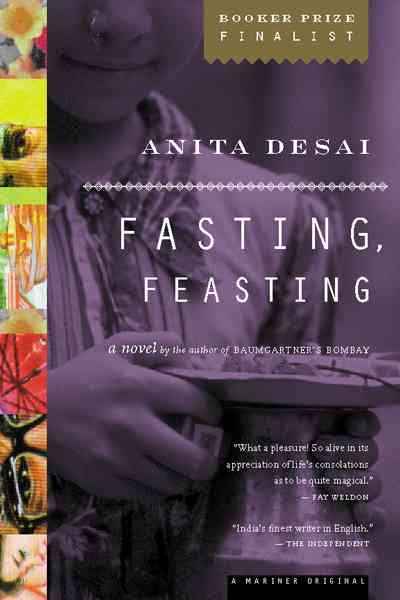 BOOKER PRIZE
FINALIST
ANITA DESAI
FASTING,
FEASTING
a novel by the author of BAUMGARTNER'S BOMBAY
"What a pleasure! So alive in its
appreciation of life's consolations
as to be quite magical."
— FAY WELDON
"India's finest writer in English."
— THE INDEPENDENT
A MARINER ORIGINAL